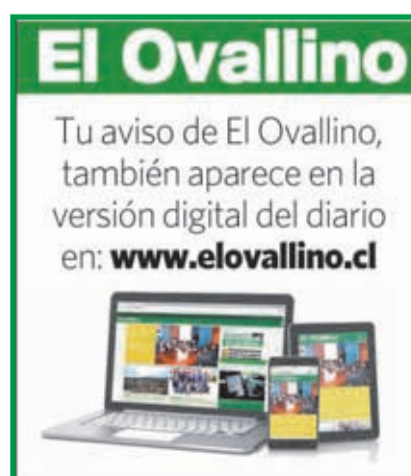 El Ovallino
Tu aviso de El Ovallino,
también aparece en la
versión digital del diario
en: www.elovallino.cl